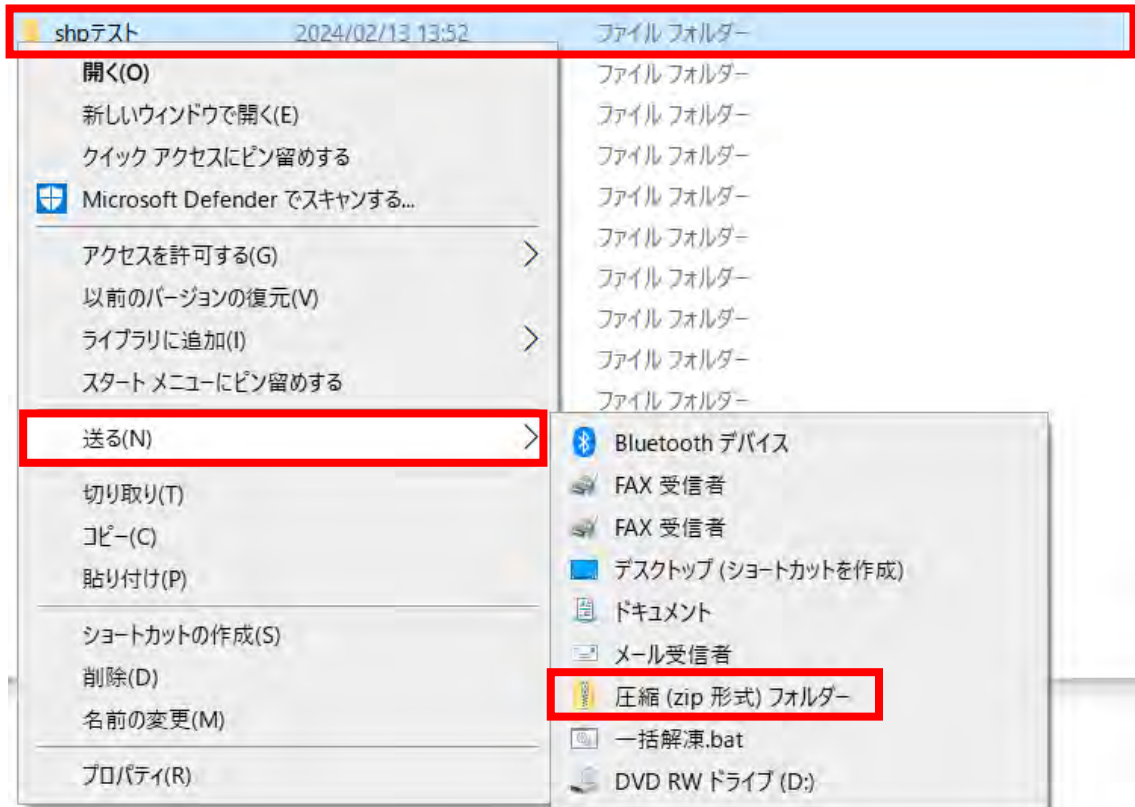 shpテスト 2024/02/13 13:52 ファイル フォルダー
開く(O)
新しいウィンドウで開く(E)
クイック アクセスにピン留めする
Microsoft Defender でスキャンする...
アクセスを許可する(G)
以前のバージョンの復元(V)
ライブラリに追加(I)
スタート メニューにピン留めする
送る(N)
切り取り(T)
コピー(C)
貼り付け(P)
ショートカットの作成(S)
削除(D)
名前の変更(M)
プロパティ(R)
ファイル フォルダー
ファイル フォルダー
ファイル フォルダー
ファイル フォルダー
ファイル フォルダー
ファイル フォルダー
ファイル フォルダー
ファイル フォルダー
ファイル フォルダー
Bluetooth デバイス
FAX 受信者
FAX 受信者
デスクトップ (ショートカットを作成)
ドキュメント
メール受信者
圧縮 (zip 形式) フォルダー
一括解凍.bat
DVD RW ドライブ (D:)